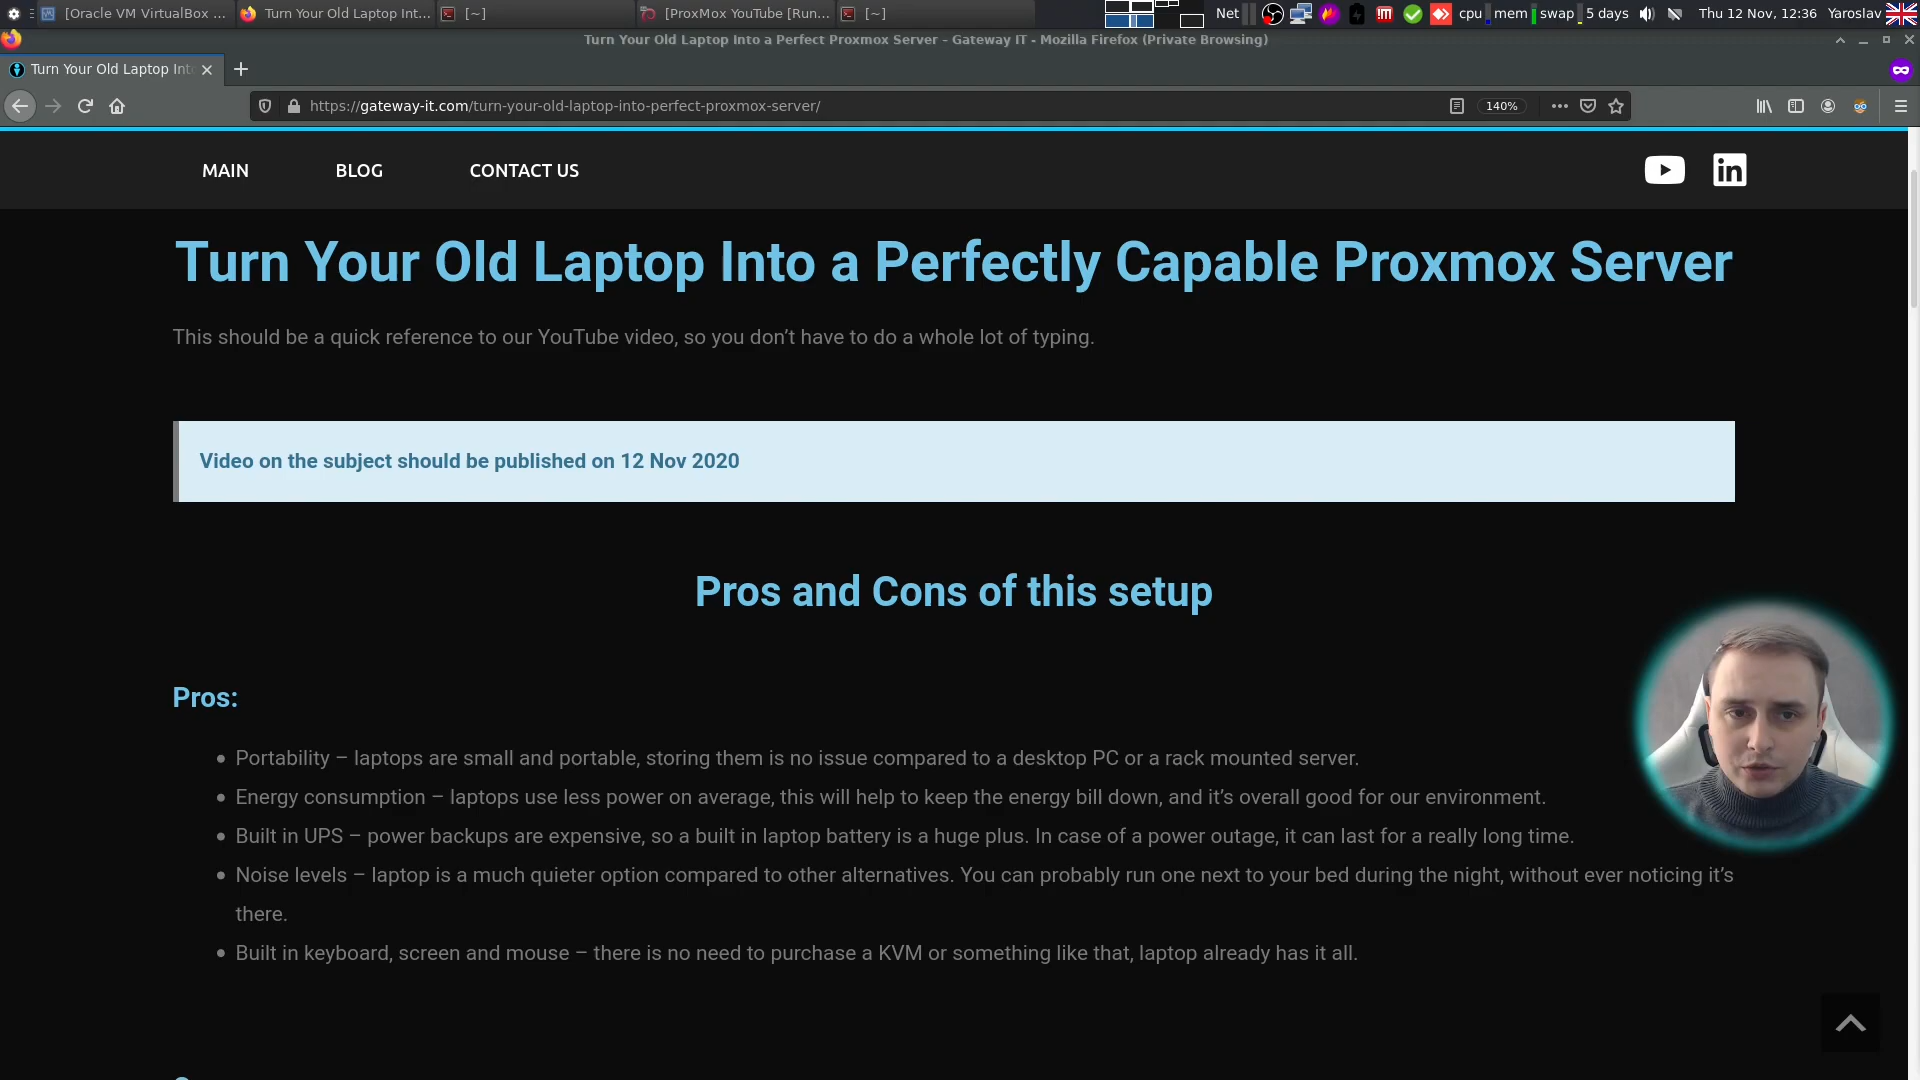 [Oracle VM VirtualBox ... Turn Your Old Laptop Int... [~] [ProxMox YouTube [Run... [~] Net cpu mem swap 5 days Thu 12 Nov, 12:36 Yaroslav
Turn Your Old Laptop Into a Perfect Proxmox Server – Gateway IT - Mozilla Firefox (Private Browsing)
Turn Your Old Laptop Int
https://gateway-it.com/turn-your-old-laptop-into-perfect-proxmox-server/ 140%
MAIN BLOG CONTACT US
Turn Your Old Laptop Into a Perfectly Capable Proxmox Server
This should be a quick reference to our YouTube video, so you don’t have to do a whole lot of typing.
Video on the subject should be published on 12 Nov 2020
Pros and Cons of this setup
Pros:
Portability – laptops are small and portable, storing them is no issue compared to a desktop PC or a rack mounted server.
Energy consumption – laptops use less power on average, this will help to keep the energy bill down, and it’s overall good for our environment.
Built in UPS – power backups are expensive, so a built in laptop battery is a huge plus. In case of a power outage, it can last for a really long time.
Noise levels – laptop is a much quieter option compared to other alternatives. You can probably run one next to your bed during the night, without ever noticing it’s
there.
Built in keyboard, screen and mouse – there is no need to purchase a KVM or something like that, laptop already has it all.